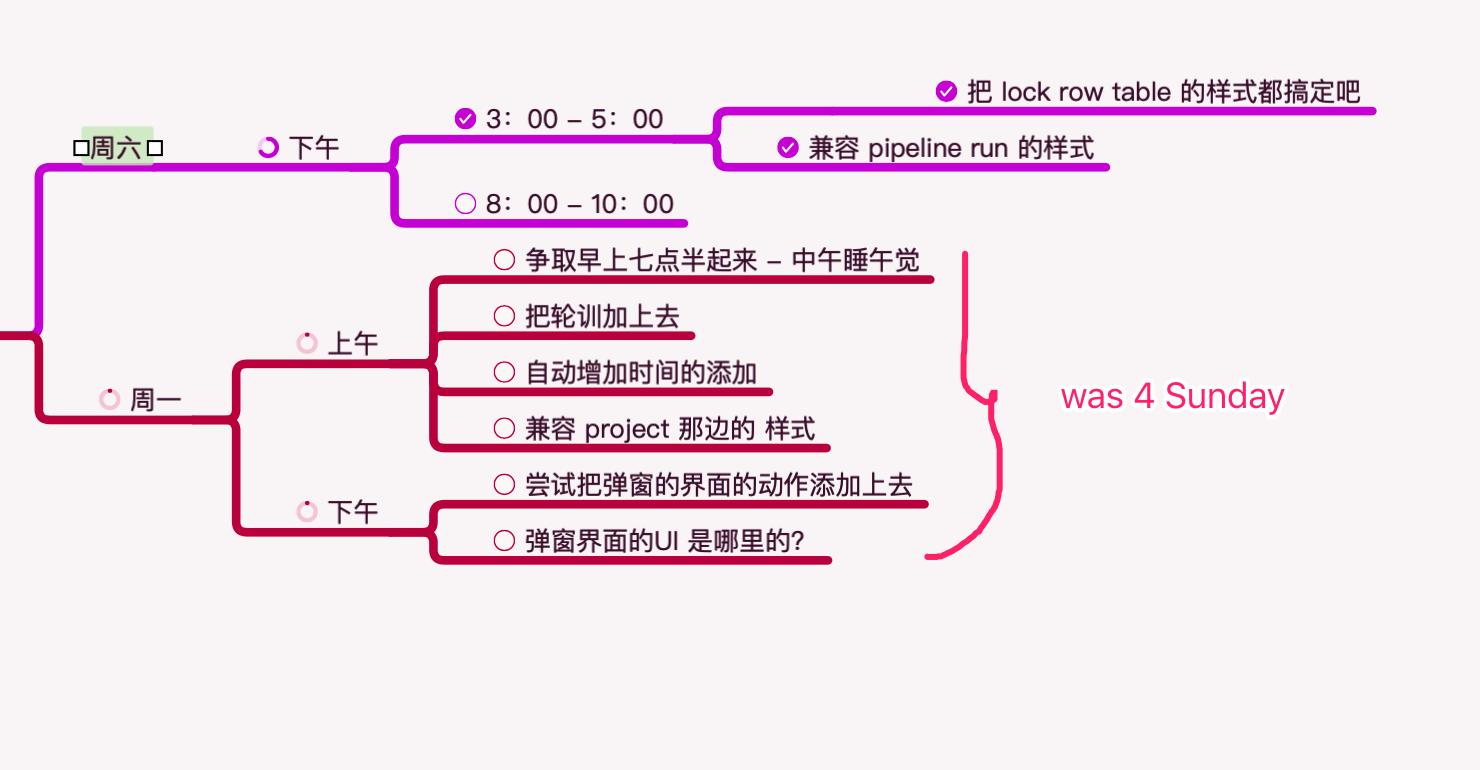 周六
下午
3：00 – 5：00
把 lock row table 的样式都搞定吧
兼容 pipeline run 的样式
8：00 – 10：00
周一
上午
争取早上七点半起来 – 中午睡午觉
把轮训加上去
自动增加时间的添加
兼容 project 那边的 样式
下午
尝试把弹窗的界面的动作添加上去
弹窗界面的UI 是哪里的?
was 4 Sunday